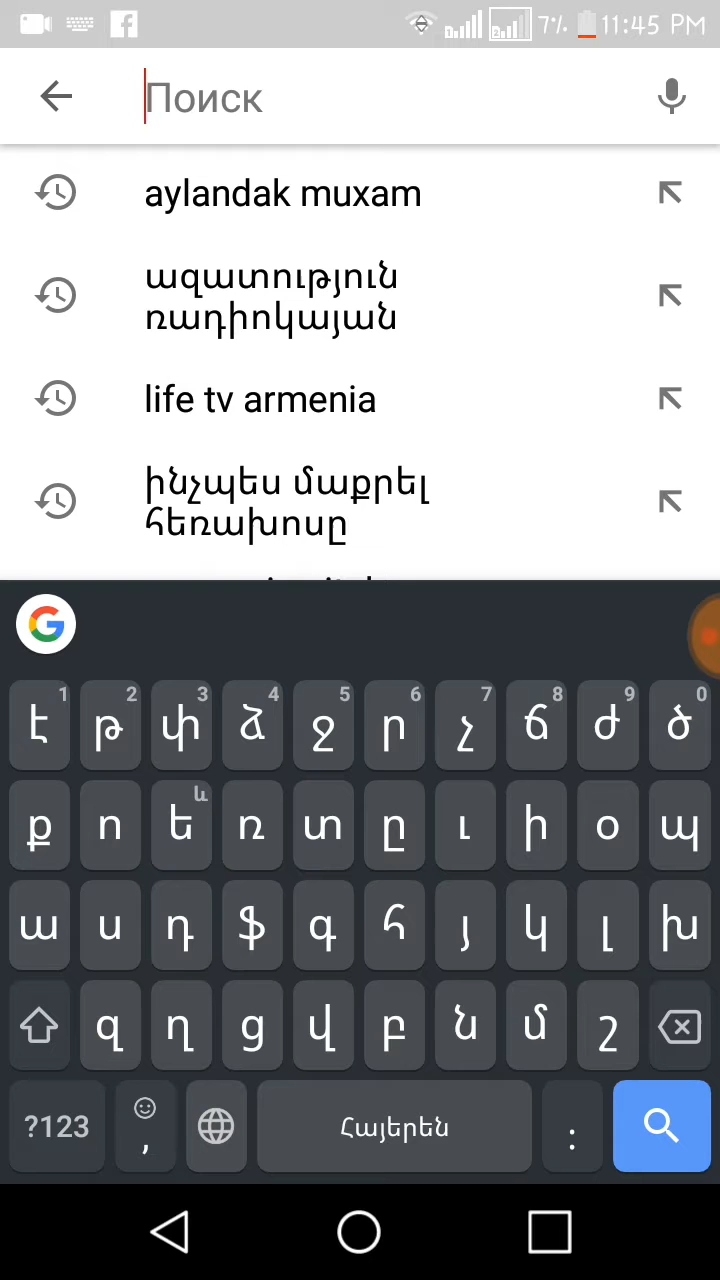 7% 11:45 PM
Поиск
aylandak muxam
ազատություն
ռադիոկայան
life tv armenia
ինչպես մաքրել
հեռախոսը
1 2 3 4 5 6 7 8 9 0
է թ փ ձ ջ ր չ ճ ժ ծ
և
ք ո ե ռ տ ը ւ ի օ պ
ա ս դ ֆ գ հ յ կ լ խ
զ ղ ց վ բ ն մ շ
?123 , Հայերեն :